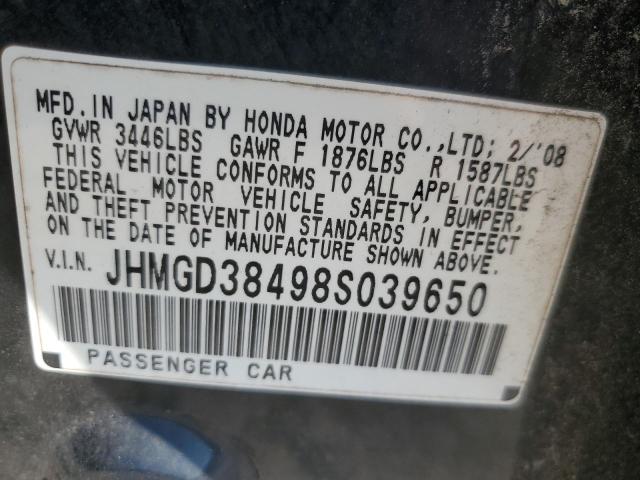 MFD. IN JAPAN BY HONDA MOTOR CO.,LTD; 2/'08
GVWR 3446LBS GAWR F 1876LBS R 1587LBS
THIS VEHICLE CONFORMS TO ALL APPLICABLE
FEDERAL MOTOR VEHICLE SAFETY, BUMPER,
AND THEFT PREVENTION STANDARDS IN EFFECT
ON THE DATE OF MANUFACTURE SHOWN ABOVE.
V.I.N. JHMGD38498S039650
PASSENGER CAR